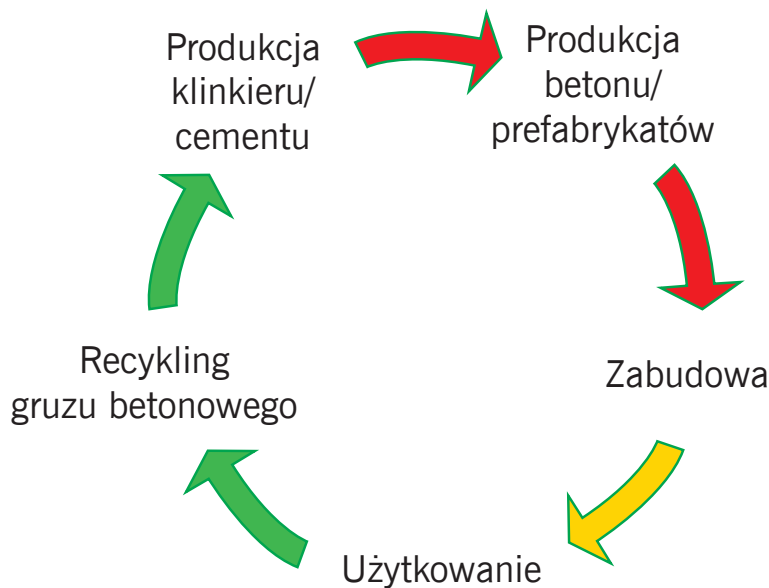 Produkcja
klinkieru/
cementu
Produkcja
betonu/
prefabrykatów
Zabudowa
Użytkowanie
Recykling
gruzu betonowego